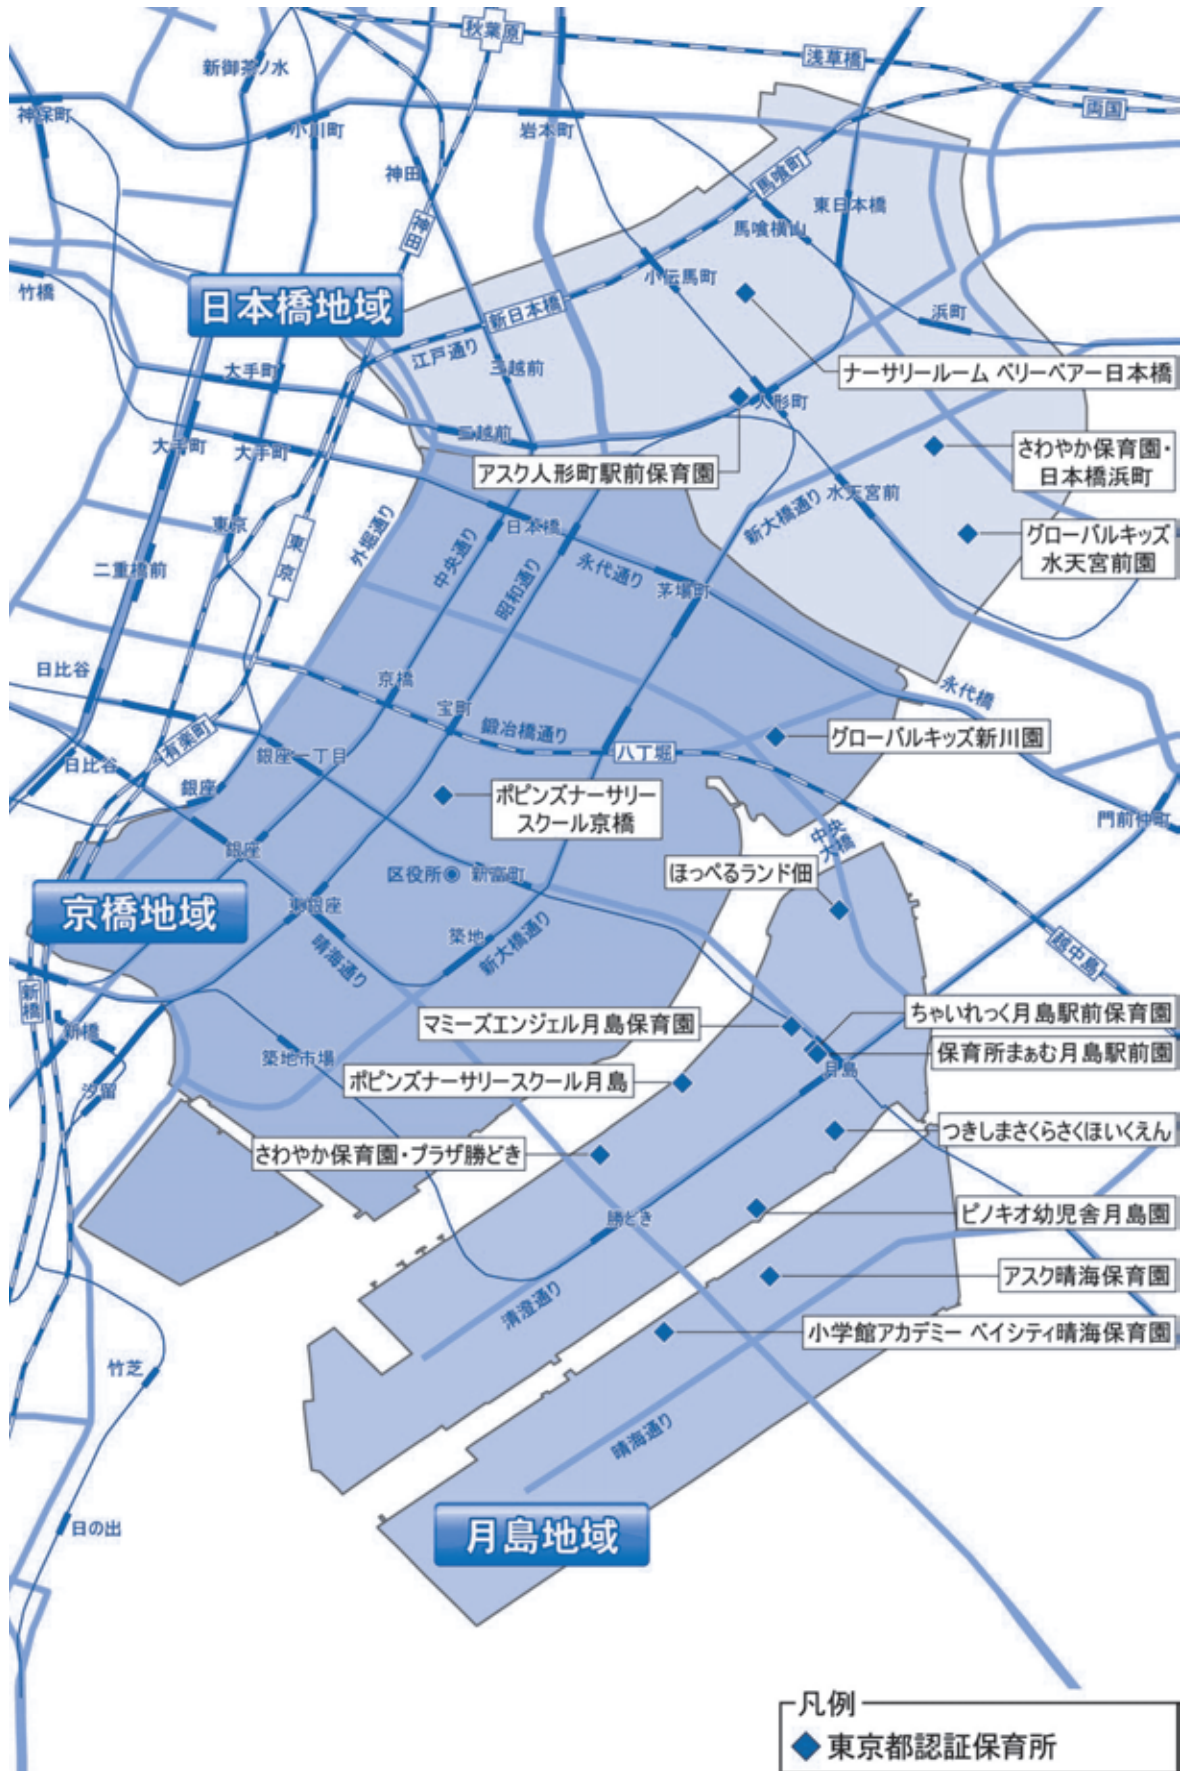 秋葉原
新御茶ノ水
浅草橋
両国
神保町
小川町
岩本町
神田
馬喰町
東日本橋
馬喰横山
神田
小伝馬町
竹橋
日本橋地域
新日本橋
浜町
江戸通り
三越前
大手町
ナーサリールーム ベリーベアー日本橋
人形町
三越前
大手町
大手町
アスク人形町駅前保育園
さわやか保育園・
日本橋浜町
水天宮前
新大橋通り
外堀通り
東京
日本橋
中央通り
昭和通り
永代通り
グローバルキッズ
水天宮前園
東京
二重橋前
茅場町
日比谷
京橋
永代橋
宝町
鍛冶橋通り
グローバルキッズ新川園
有楽町
銀座一丁目
八丁堀
日比谷
銀座
ポピンズナーサリー
スクール京橋
門前仲町
中央
大橋
銀座
ほっぺるランド佃
区役所
新富町
京橋地域
東銀座
晴海通り
築地
新大橋通り
越中島
新橋
ちゃいれっく月島駅前保育園
マミーズエンジェル月島保育園
新橋
保育所まぁむ月島駅前園
築地市場
月島
汐留
ポピンズナーサリースクール月島
つきしまさくらさくほいくえん
さわやか保育園・プラザ勝どき
勝どき
ピノキオ幼児舎月島園
アスク晴海保育園
清澄通り
小学館アカデミー ベイシティ晴海保育園
竹芝
晴海通り
日の出
月島地域
凡例
東京都認証保育所